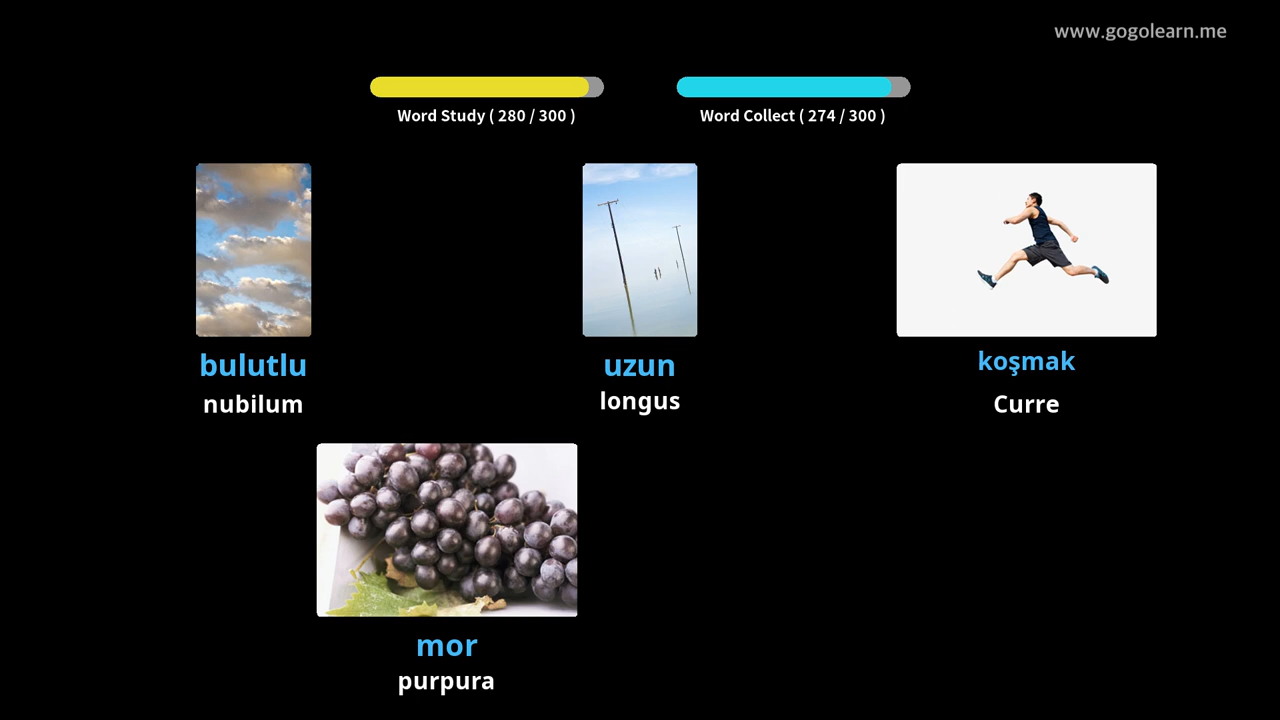 www.gogolearn.me
Word Study ( 280 / 300 )
Word Collect ( 274 / 300 )
bulutlu
nubilum
uzun
longus
koşmak
Curre
mor
purpura